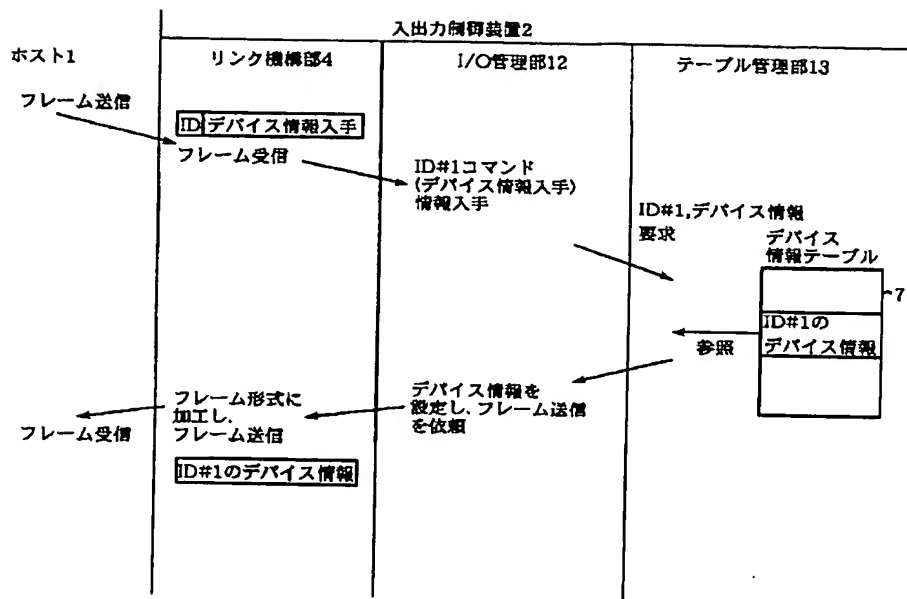 入出力制御装置2
ホスト1
リンク機構部4
I/O管理部12
テーブル管理部13
フレーム送信
ID デバイス情報入手
フレーム受信
ID#1コマンド
(デバイス情報入手)
情報入手
ID#1,デバイス情報
要求
デバイス
情報テーブル
7
ID#1の
デバイス情報
参照
デバイス情報を
設定し、フレーム送信
を依頼
フレーム形式に
加工し、
フレーム送信
フレーム受信
ID#1のデバイス情報